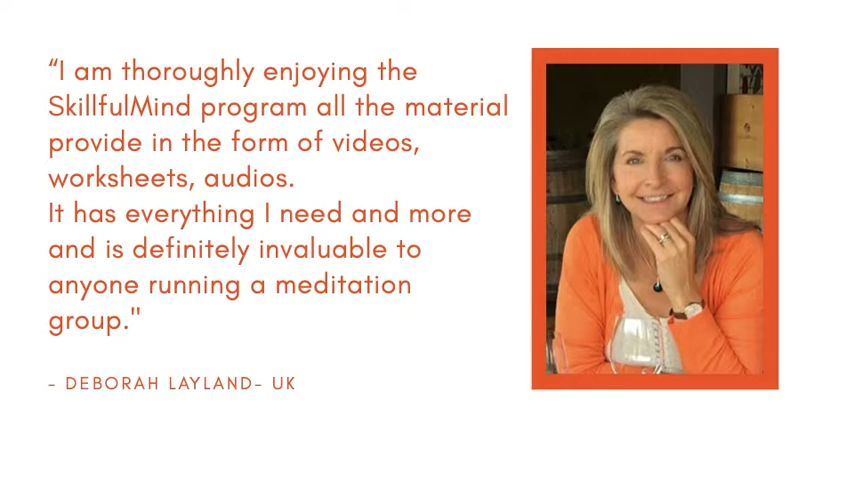 “I am thoroughly enjoying the
SkillfulMind program all the material
provide in the form of videos,
worksheets, audios.
It has everything I need and more
and is definitely invaluable to
anyone running a meditation
group."
- DEBORAH LAYLAND- UK